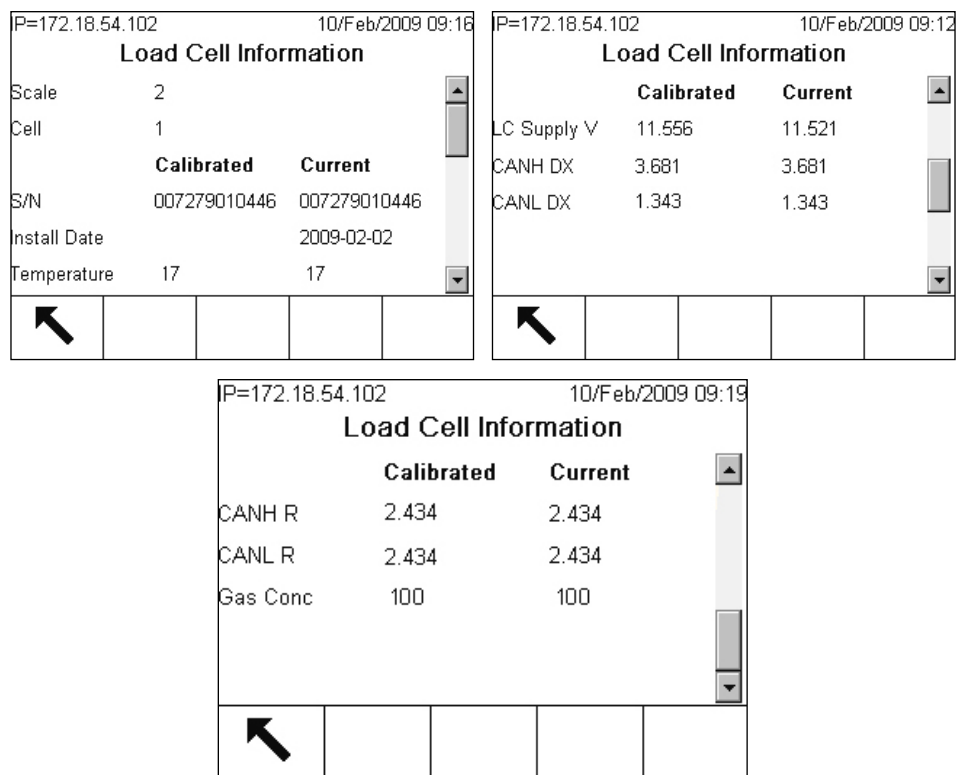 IP=172.18.54.102 10/Feb/2009 09:16
Load Cell Information
Scale 2
Cell 1
Calibrated Current
S/N 007279010446 007279010446
Install Date 2009-02-02
Temperature 17 17
IP=172.18.54.102 10/Feb/2009 09:12
Load Cell Information
Calibrated Current
LC Supply V 11.556 11.521
CANH DX 3.681 3.681
CANL DX 1.343 1.343
IP=172.18.54.102 10/Feb/2009 09:19
Load Cell Information
Calibrated Current
CANH R 2.434 2.434
CANL R 2.434 2.434
Gas Conc 100 100